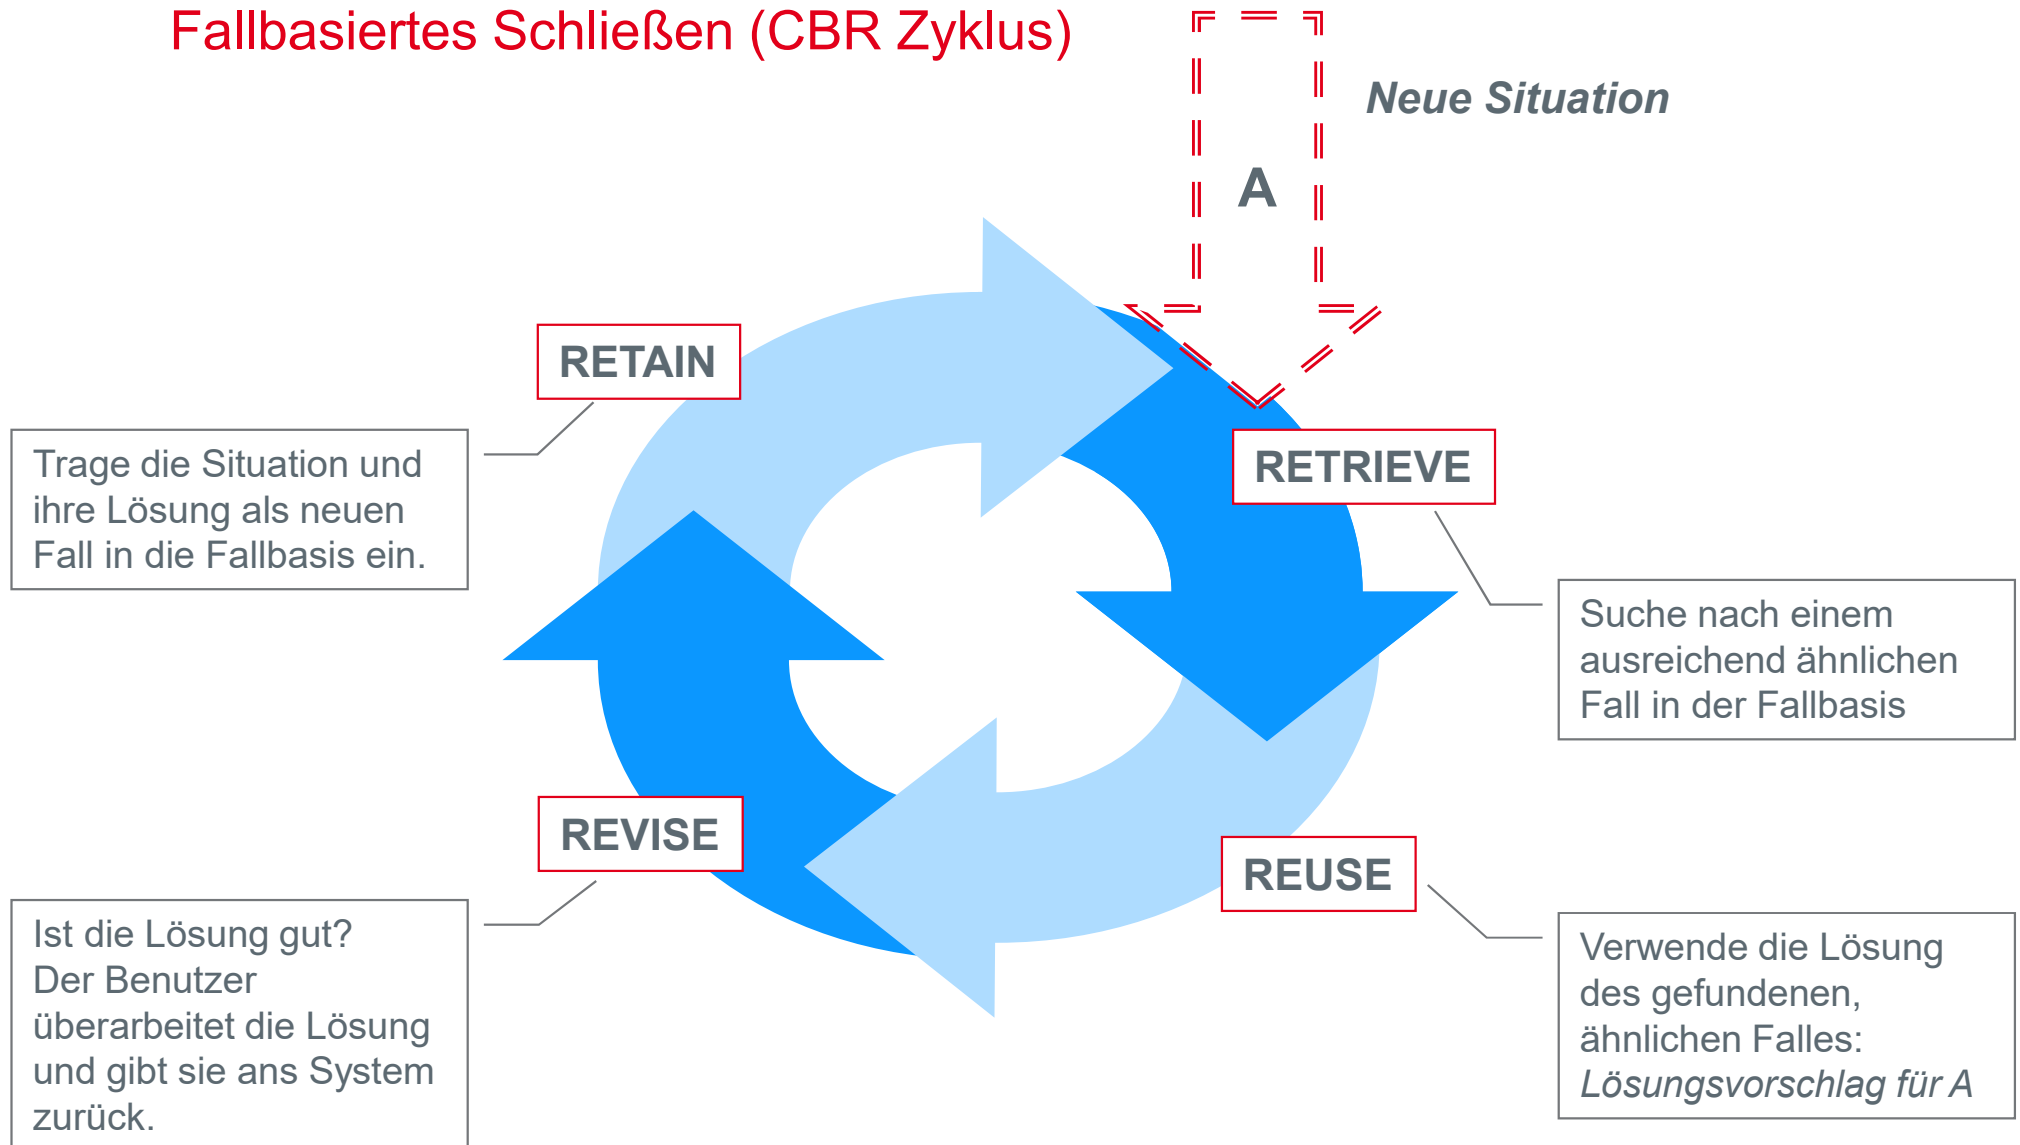 Fallbasiertes Schließen (CBR Zyklus)
Neue Situation
A
RETAIN
Trage die Situation und
ihre Lösung als neuen
Fall in die Fallbasis ein.
RETRIEVE
Suche nach einem
ausreichend ähnlichen
Fall in der Fallbasis
REVISE
Ist die Lösung gut?
Der Benutzer
überarbeitet die Lösung
und gibt sie ans System
zurück.
REUSE
Verwende die Lösung
des gefundenen,
ähnlichen Falles:
Lösungsvorschlag für A